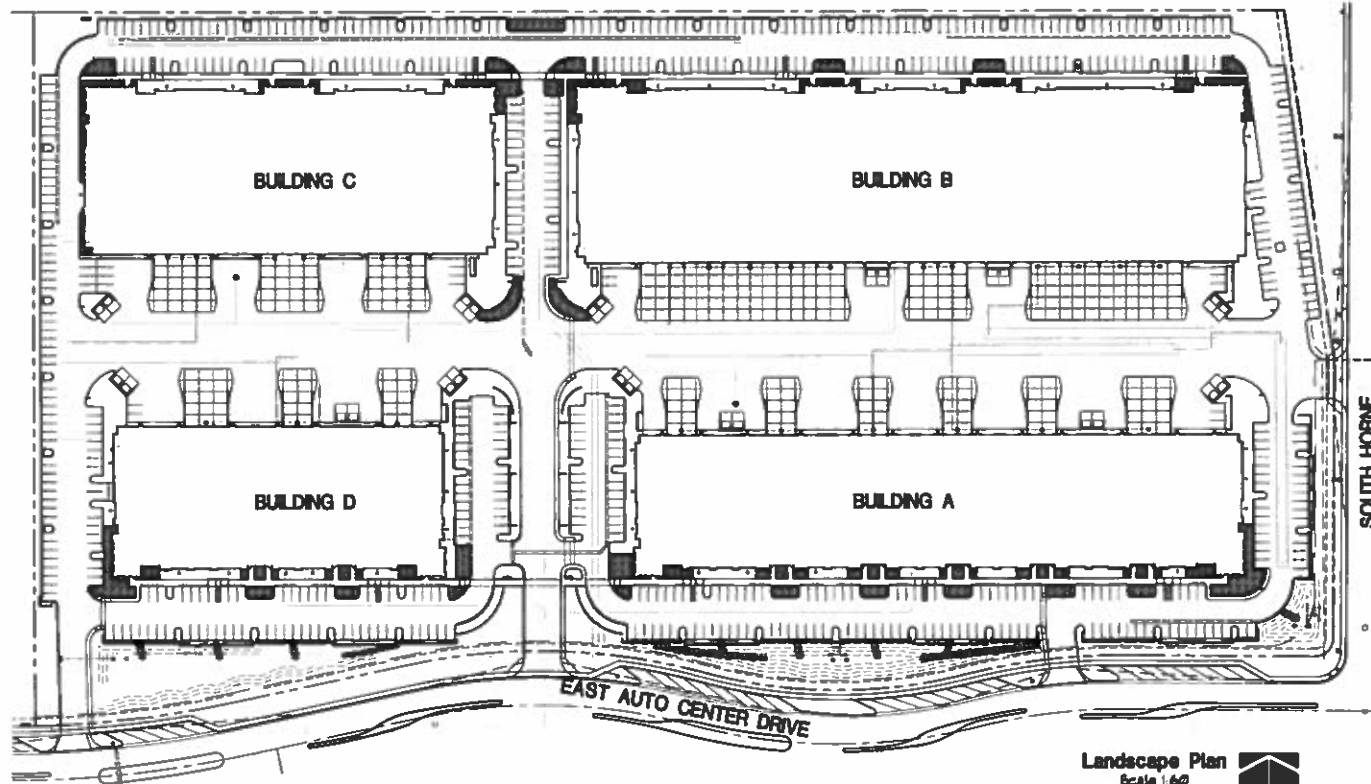 BUILDING C
BUILDING B
BUILDING D
BUILDING A
SOUTH HORNE
EAST AUTO CENTER DRIVE
Landscape Plan